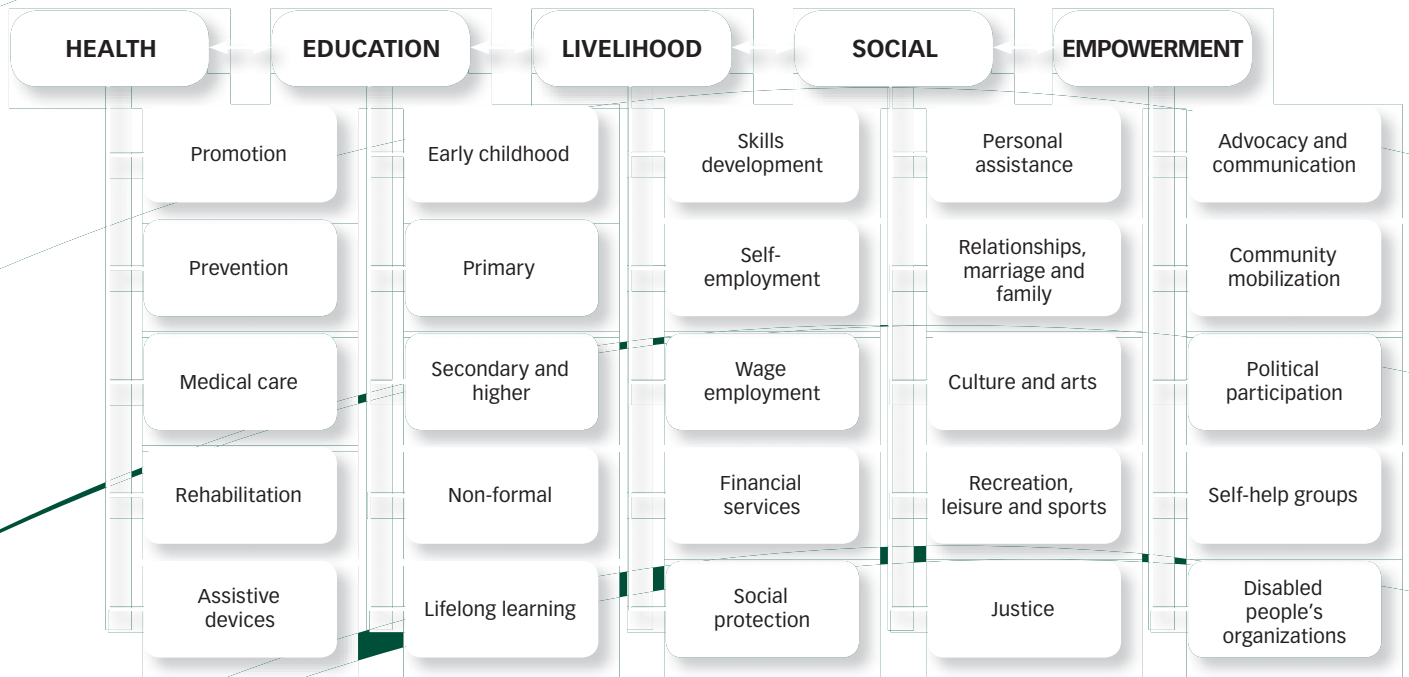 HEALTH
EDUCATION
LIVELIHOOD
SOCIAL
EMPOWERMENT
Promotion
Prevention
Medical care
Rehabilitation
Assistive
devices
Early childhood
Primary
Secondary and
higher
Non-formal
Lifelong learning
Skills
development
Self-
employment
Wage
employment
Financial
services
Social
protection
Personal
assistance
Relationships,
marriage and
family
Culture and arts
Recreation,
leisure and sports
Justice
Advocacy and
communication
Community
mobilization
Political
participation
Self-help groups
Disabled
people's
organizations